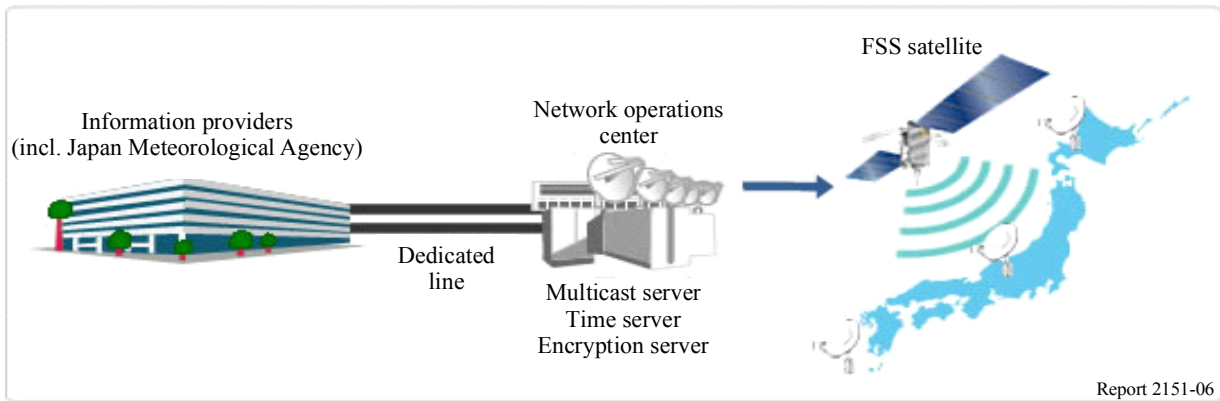 FSS satellite
Information providers
(incl. Japan Meteorological Agency)
Network operations
center
Dedicated
line
Multicast server
Time server
Encryption server
Report 2151-06